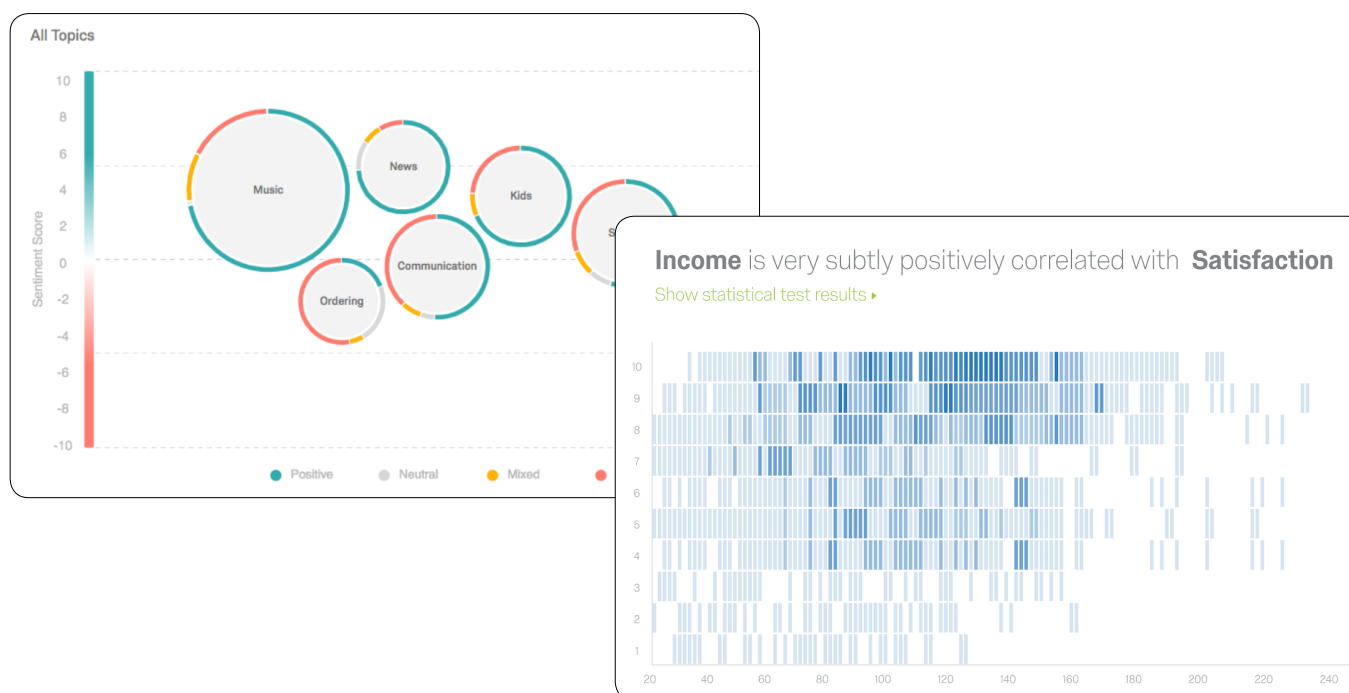 All Topics
Sentiment Score
10
8
6
4
2
0
-2
-4
-6
-8
-10
Music
News
Kids
Communication
Ordering
Positive
Neutral
Mixed
Income is very subtly positively correlated with Satisfaction
Show statistical test results
10
9
8
7
6
5
4
3
2
1
20 40 60 80 100 120 140 160 180 200 220 240